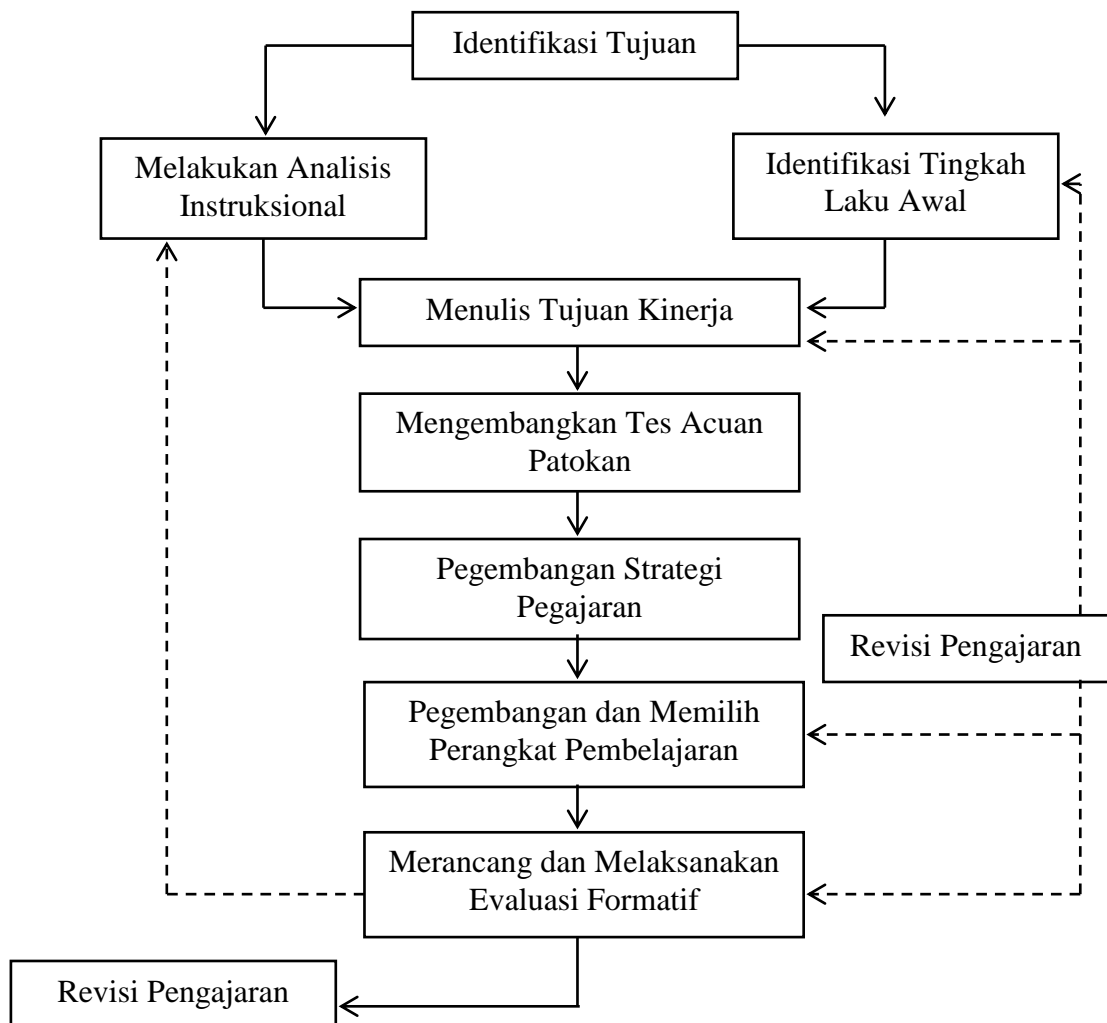 Identifikasi Tujuan
Melakukan Analisis
Instruksional
Identifikasi Tingkah
Laku Awal
Menulis Tujuan Kinerja
Mengembangkan Tes Acuan
Patokan
Pegembangan Strategi
Pegajaran
Revisi Pengajaran
Pegembangan dan Memilih
Perangkat Pembelajaran
Merancang dan Melaksanakan
Evaluasi Formatif
Revisi Pengajaran